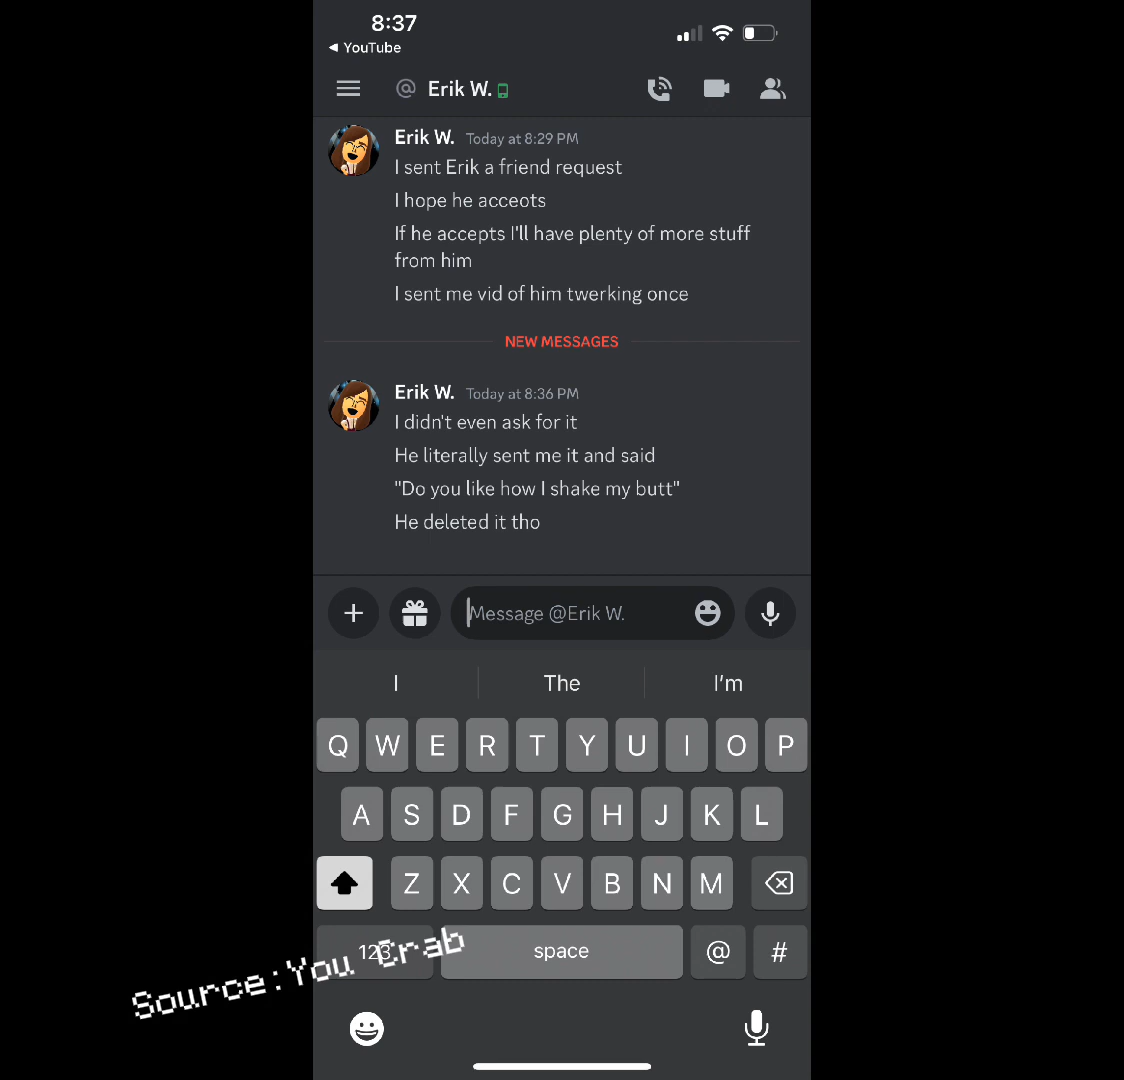 8:37
◄ YouTube
@ Erik W.
Erik W. Today at 8:29 PM
I sent Erik a friend request
I hope he acceots
If he accepts I'll have plenty of more stuff
from him
I sent me vid of him twerking once
NEW MESSAGES
Erik W. Today at 8:36 PM
I didn't even ask for it
He literally sent me it and said
"Do you like how I shake my butt"
He deleted it tho
Message @Erik W.
I The I'm
Q W E R T Y U I O P
A S D F G H J K L
Z X C V B N M
123 space @ #
Source:You Crab